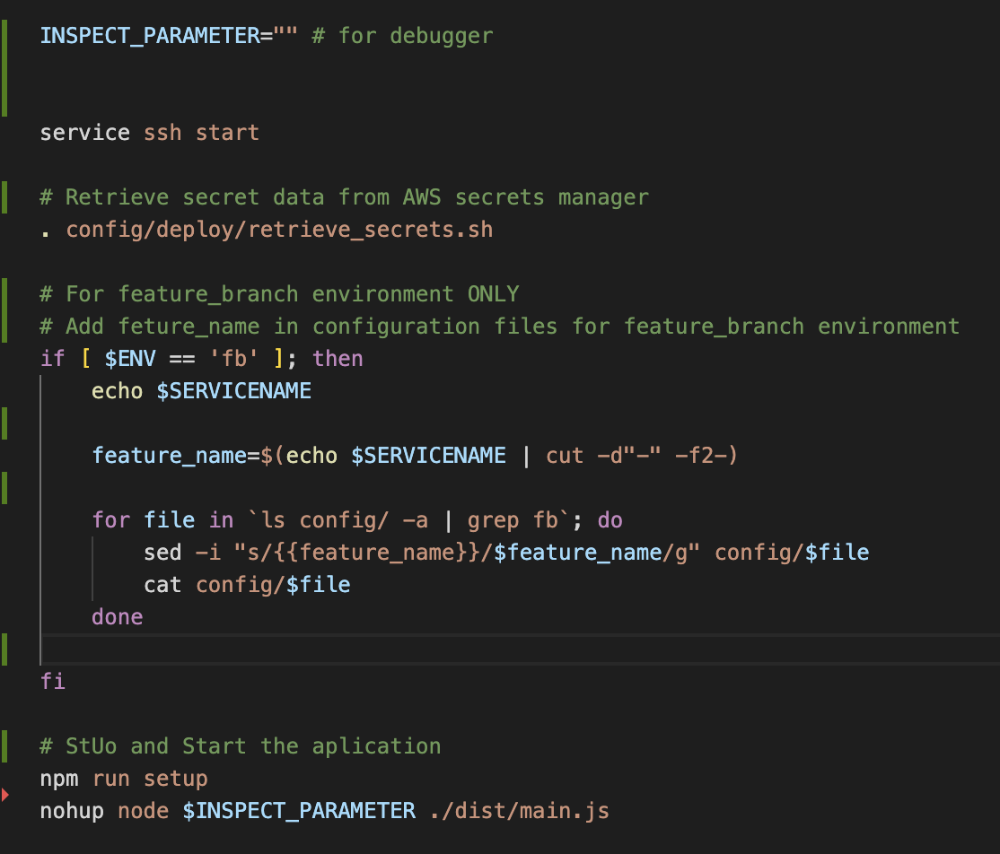 INSPECT_PARAMETER="" # for debugger
service ssh start
# Retrieve secret data from AWS secrets manager
. config/deploy/retrieve_secrets.sh
# For feature_branch environment ONLY
# Add feture_name in configuration files for feature_branch environment
if [ $ENV == 'fb' ]; then
echo $SERVICENAME
feature_name=$(echo $SERVICENAME | cut -d"-" -f2-)
for file in `ls config/ -a | grep fb`; do
sed -i "s/{{feature_name}}/$feature_name/g" config/$file
cat config/$file
done
fi
# StUo and Start the aplication
npm run setup
nohup node $INSPECT_PARAMETER ./dist/main.js